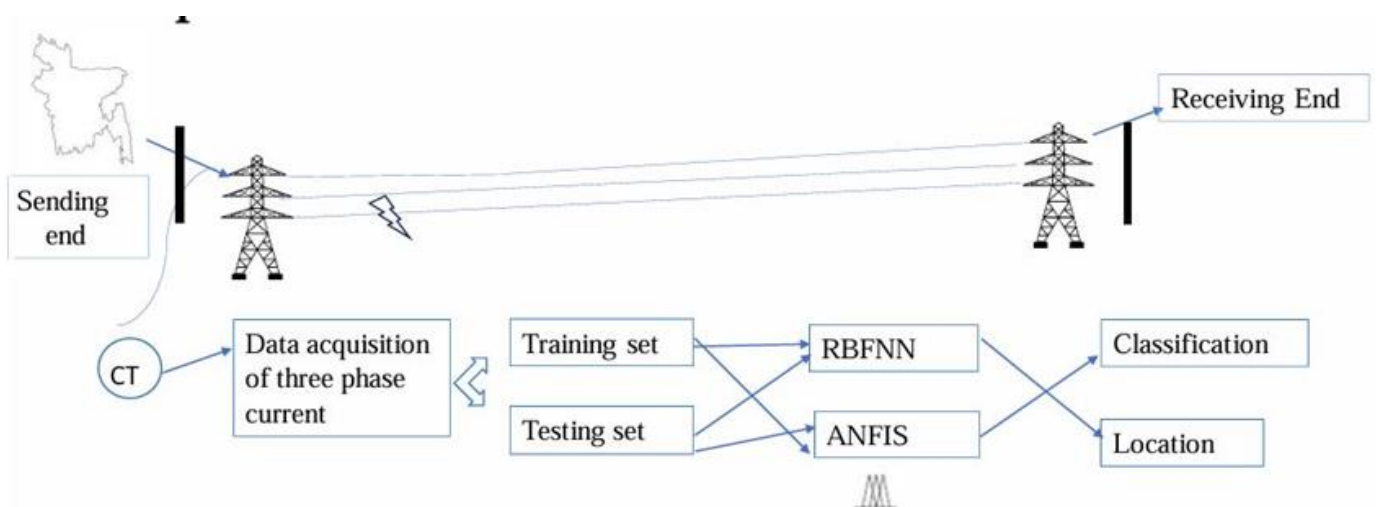 Receiving End
Sending
end
CT
Data acquisition
of three phase
current
Training set
Testing set
RBFNN
ANFIS
Classification
Location